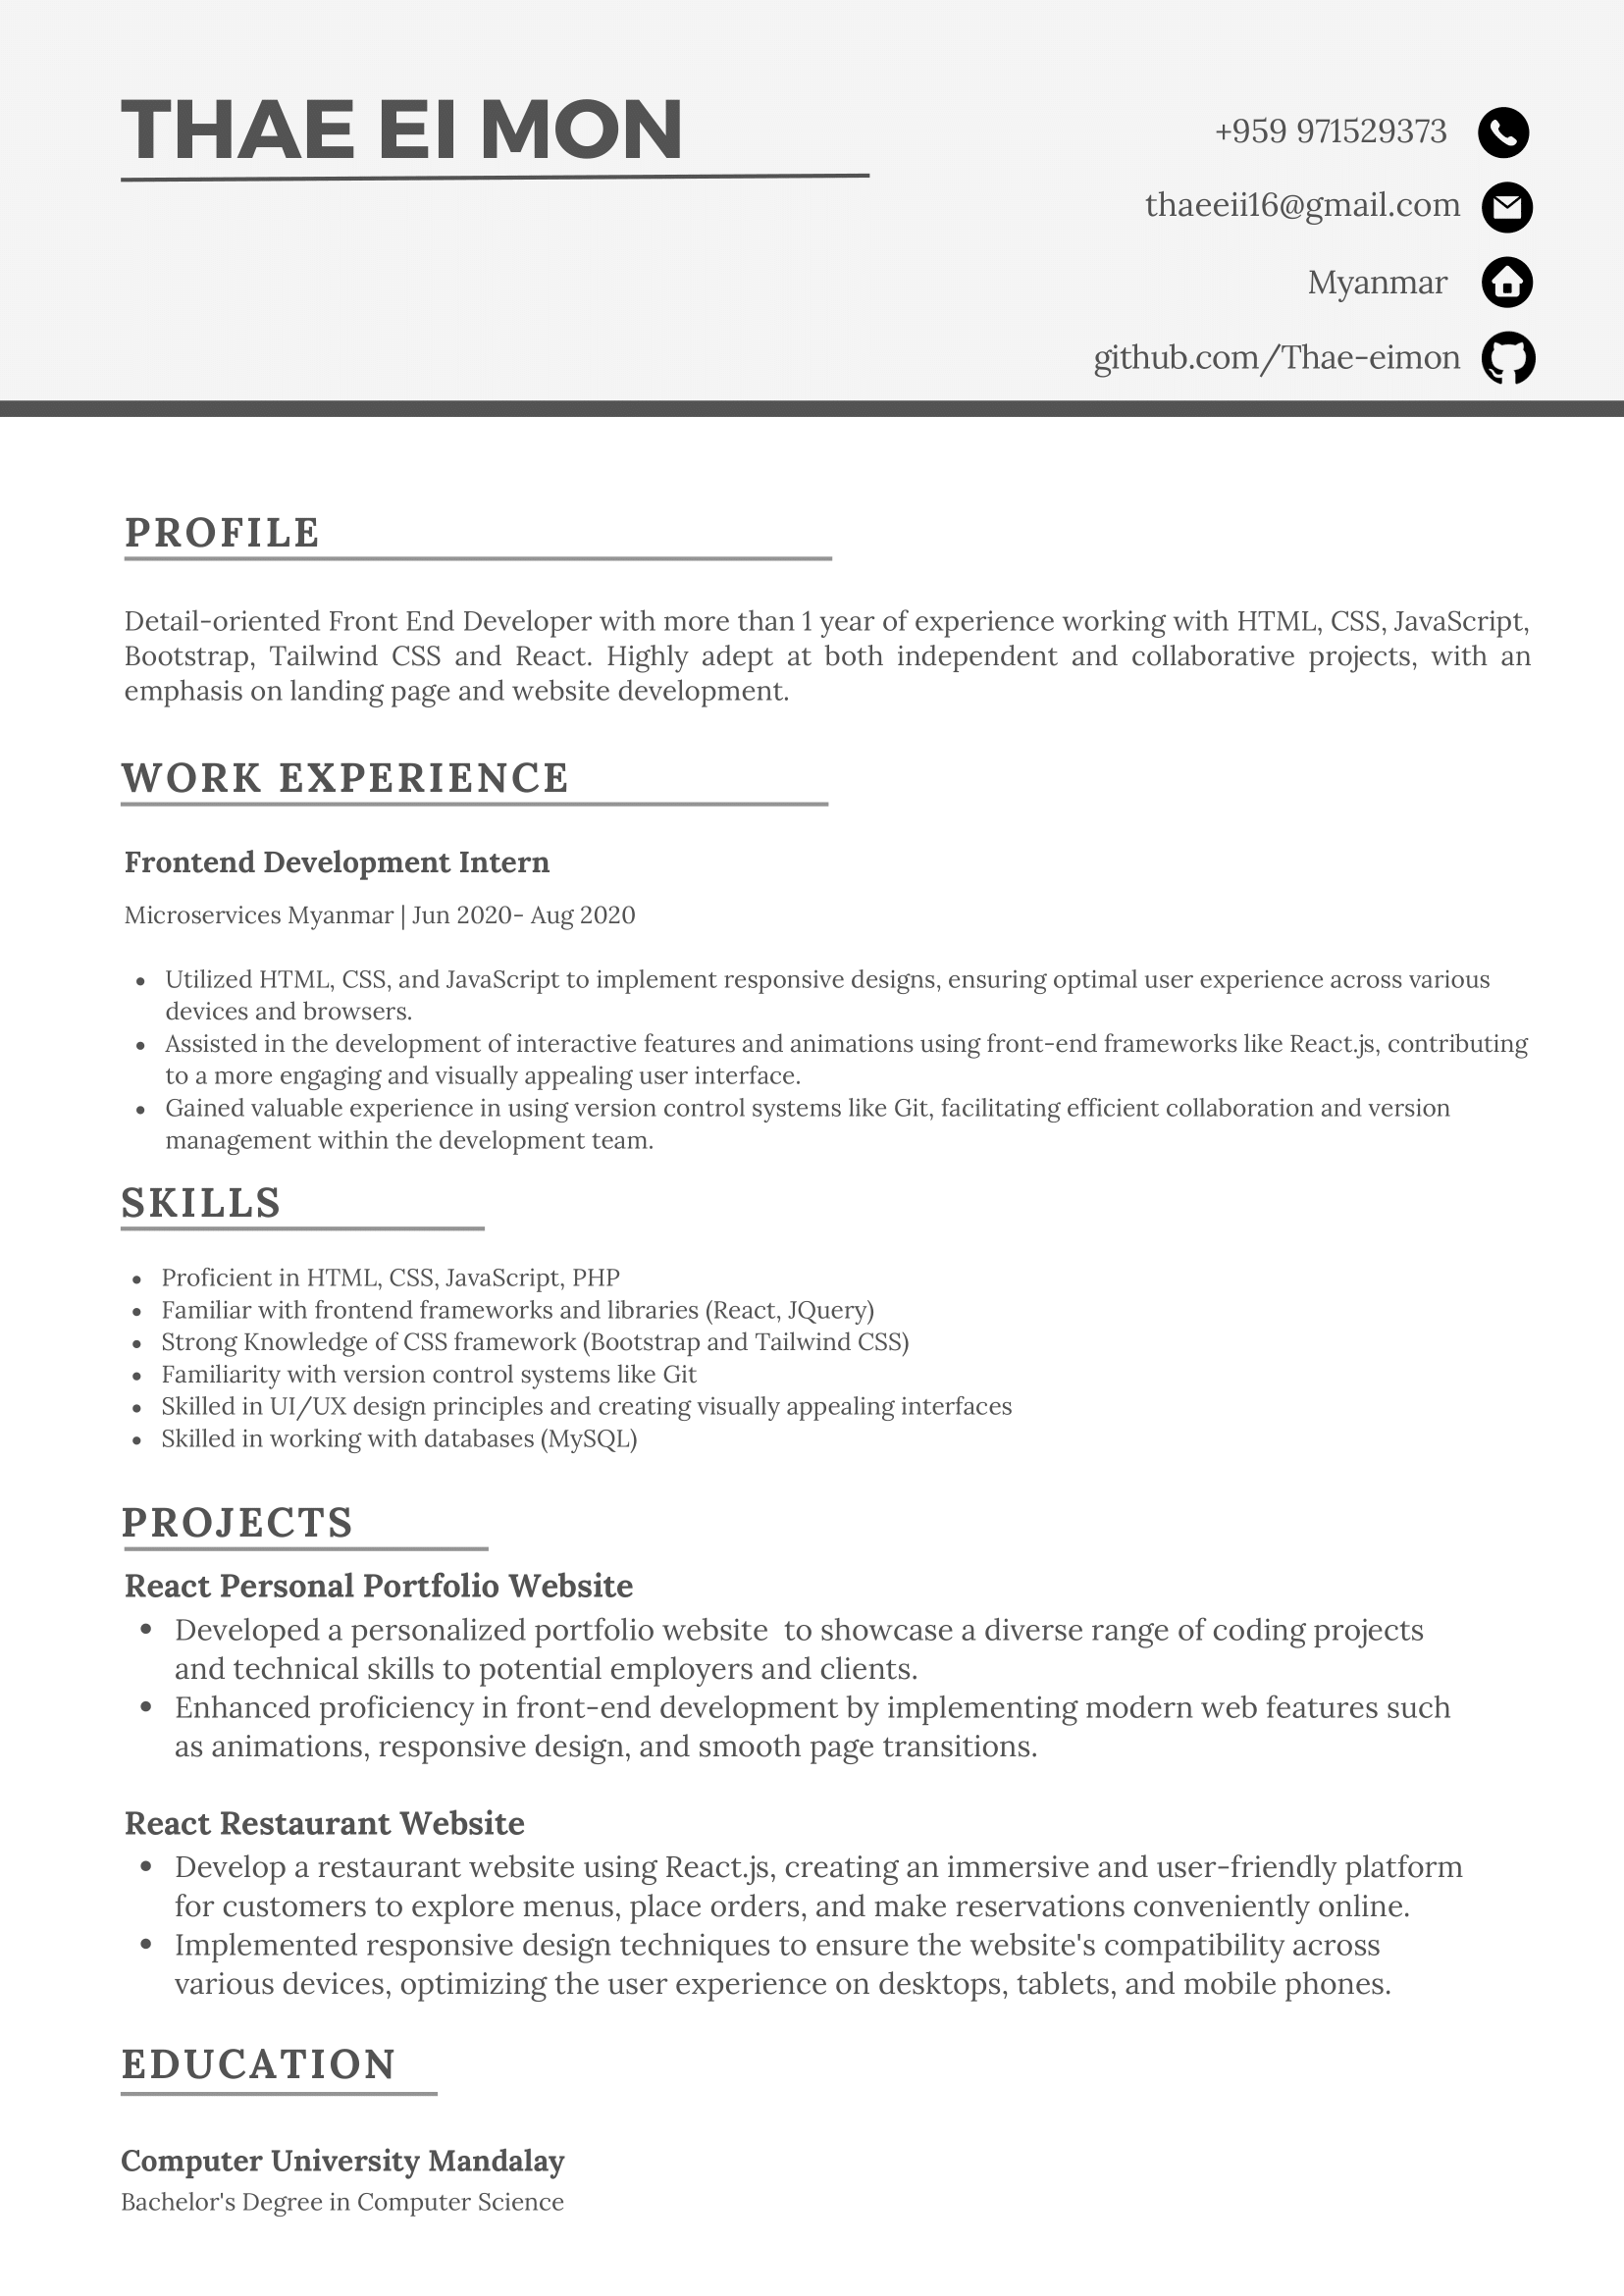 THAE EI MON
+959 971529373
thaeeii16@gmail.com
Myanmar
github.com/Thae-eimon
PROFILE
Detail-oriented Front End Developer with more than 1 year of experience working with HTML, CSS, JavaScript,
Bootstrap, Tailwind CSS and React. Highly adept at both independent and collaborative projects, with an
emphasis on landing page and website development.
WORK EXPERIENCE
Frontend Development Intern
Microservices Myanmar | Jun 2020- Aug 2020
• Utilized HTML, CSS, and JavaScript to implement responsive designs, ensuring optimal user experience across various
devices and browsers.
• Assisted in the development of interactive features and animations using front-end frameworks like React.js, contributing
to a more engaging and visually appealing user interface.
• Gained valuable experience in using version control systems like Git, facilitating efficient collaboration and version
management within the development team.
SKILLS
• Proficient in HTML, CSS, JavaScript, PHP
• Familiar with frontend frameworks and libraries (React, JQuery)
• Strong Knowledge of CSS framework (Bootstrap and Tailwind CSS)
• Familiarity with version control systems like Git
• Skilled in UI/UX design principles and creating visually appealing interfaces
• Skilled in working with databases (MySQL)
PROJECTS
React Personal Portfolio Website
• Developed a personalized portfolio website  to showcase a diverse range of coding projects
and technical skills to potential employers and clients.
• Enhanced proficiency in front-end development by implementing modern web features such
as animations, responsive design, and smooth page transitions.
React Restaurant Website
• Develop a restaurant website using React.js, creating an immersive and user-friendly platform
for customers to explore menus, place orders, and make reservations conveniently online.
• Implemented responsive design techniques to ensure the website's compatibility across
various devices, optimizing the user experience on desktops, tablets, and mobile phones.
EDUCATION
Computer University Mandalay
Bachelor's Degree in Computer Science